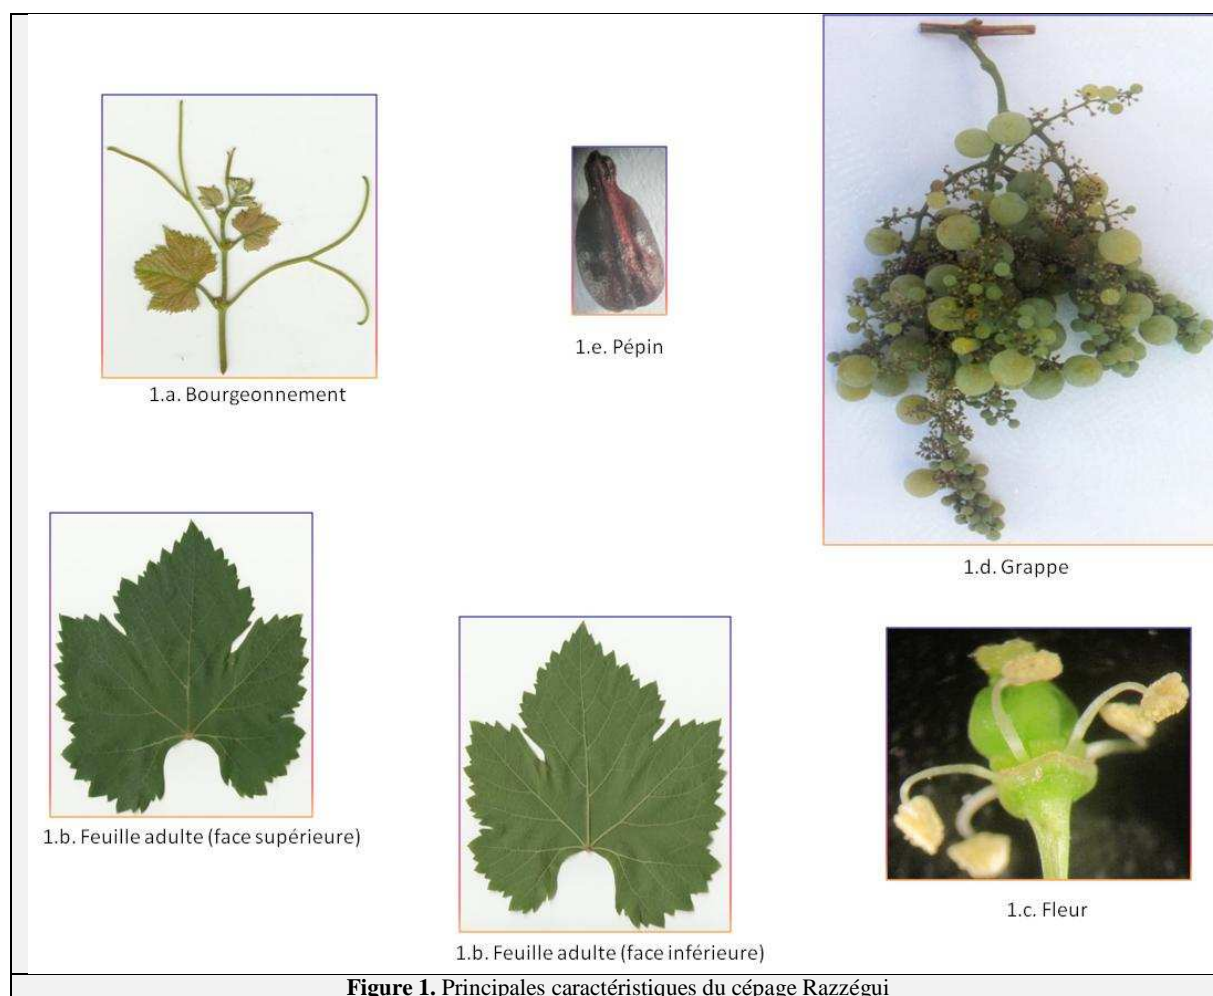 1.a. Bourgeonnement
1.e. Pépin
1.d. Grappe
1.b. Feuille adulte (face supérieure)
1.b. Feuille adulte (face inférieure)
1.c. Fleur
Figure 1. Principales caractéristiques du cépage Razzégui